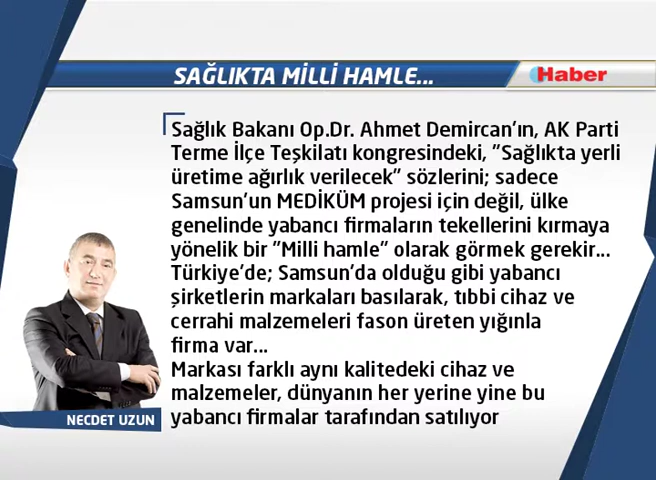 SAĞLIKTA MİLLİ HAMLE...
Haber
Sağlık Bakanı Op.Dr. Ahmet Demircan'ın, AK Parti
Terme İlçe Teşkilatı kongresindeki, "Sağlıkta yerli
üretime ağırlık verilecek" sözlerini; sadece
Samsun'un MEDİKÜM projesi için değil, ülke
genelinde yabancı firmaların tekellerini kırmaya
yönelik bir "Milli hamle" olarak görmek gerekir...
Türkiye'de; Samsun'da olduğu gibi yabancı
şirketlerin markaları basılarak, tıbbi cihaz ve
cerrahi malzemeleri fason üreten yığınla
firma var...
Markası farklı aynı kalitedeki cihaz ve
malzemeler, dünyanın her yerine yine bu
yabancı firmalar tarafından satılıyor
NECDET UZUN